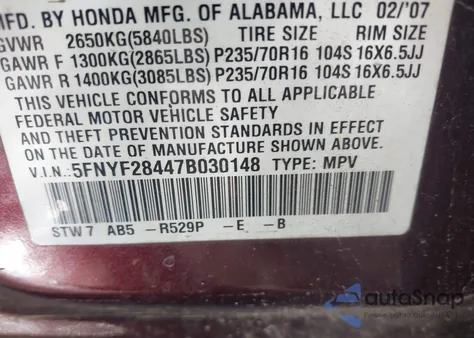 MFD. BY HONDA MFG. OF ALABAMA, LLC 02/'07
GVWR 2650KG(5840LBS) TIRE SIZE RIM SIZE
GAWR F 1300KG(2865LBS) P235/70R16 104S 16X6.5JJ
GAWR R 1400KG(3085LBS) P235/70R16 104S 16X6.5JJ
THIS VEHICLE CONFORMS TO ALL APPLICABLE
FEDERAL MOTOR VEHICLE SAFETY
AND THEFT PREVENTION STANDARDS IN EFFECT
ON THE DATE OF MANUFACTURE SHOWN ABOVE.
V.I.N.: 5FNYF28447B030148 TYPE: MPV
STW7 AB5 -R529P -E -B
autoSnap